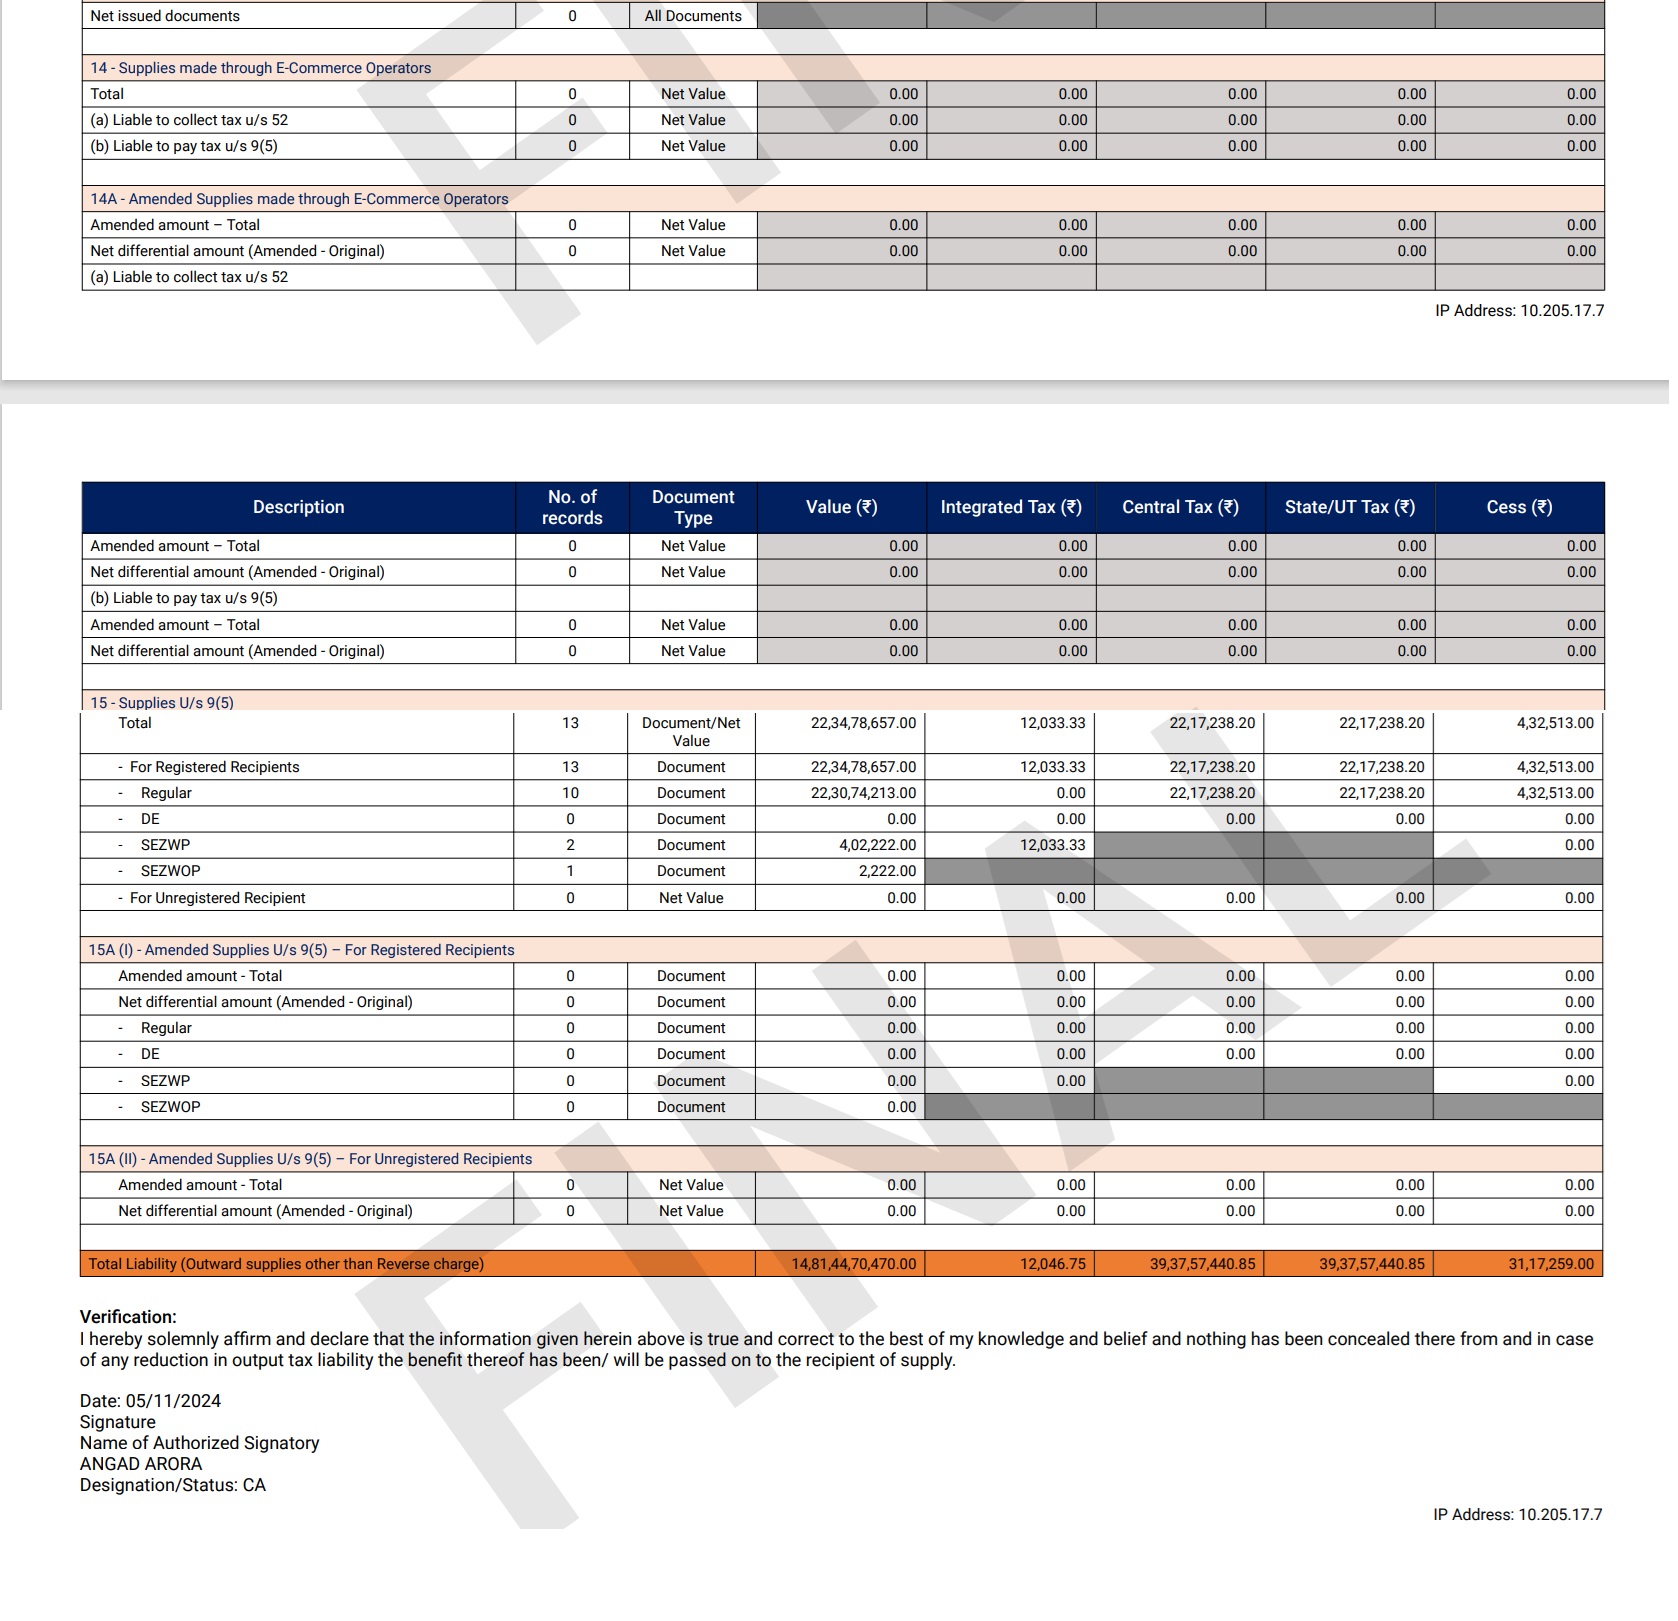 Net issued documents 0 All Documents
14 - Supplies made through E-Commerce Operators
Total 0 Net Value 0.00 0.00 0.00 0.00 0.00
(a) Liable to collect tax u/s 52 0 Net Value 0.00 0.00 0.00 0.00 0.00
(b) Liable to pay tax u/s 9(5) 0 Net Value 0.00 0.00 0.00 0.00 0.00
14A - Amended Supplies made through E-Commerce Operators
Amended amount – Total 0 Net Value 0.00 0.00 0.00 0.00 0.00
Net differential amount (Amended - Original) 0 Net Value 0.00 0.00 0.00 0.00 0.00
(a) Liable to collect tax u/s 52
IP Address: 10.205.17.7
Description No. of records Document Type Value (₹) Integrated Tax (₹) Central Tax (₹) State/UT Tax (₹) Cess (₹)
Amended amount – Total 0 Net Value 0.00 0.00 0.00 0.00 0.00
Net differential amount (Amended - Original) 0 Net Value 0.00 0.00 0.00 0.00 0.00
(b) Liable to pay tax u/s 9(5)
Amended amount – Total 0 Net Value 0.00 0.00 0.00 0.00 0.00
Net differential amount (Amended - Original) 0 Net Value 0.00 0.00 0.00 0.00 0.00
15 - Supplies U/s 9(5)
Total 13 Document/Net Value 22,34,78,657.00 12,033.33 22,17,238.20 22,17,238.20 4,32,513.00
- For Registered Recipients 13 Document 22,34,78,657.00 12,033.33 22,17,238.20 22,17,238.20 4,32,513.00
- Regular 10 Document 22,30,74,213.00 0.00 22,17,238.20 22,17,238.20 4,32,513.00
- DE 0 Document 0.00 0.00 0.00 0.00 0.00
- SEZWP 2 Document 4,02,222.00 12,033.33 0.00
- SEZWOP 1 Document 2,222.00
- For Unregistered Recipient 0 Net Value 0.00 0.00 0.00 0.00 0.00
15A (I) - Amended Supplies U/s 9(5) – For Registered Recipients
Amended amount - Total 0 Document 0.00 0.00 0.00 0.00 0.00
Net differential amount (Amended - Original) 0 Document 0.00 0.00 0.00 0.00 0.00
- Regular 0 Document 0.00 0.00 0.00 0.00 0.00
- DE 0 Document 0.00 0.00 0.00 0.00 0.00
- SEZWP 0 Document 0.00 0.00 0.00
- SEZWOP 0 Document 0.00
15A (II) - Amended Supplies U/s 9(5) – For Unregistered Recipients
Amended amount - Total 0 Net Value 0.00 0.00 0.00 0.00 0.00
Net differential amount (Amended - Original) 0 Net Value 0.00 0.00 0.00 0.00 0.00
Total Liability (Outward supplies other than Reverse charge) 14,81,44,70,470.00 12,046.75 39,37,57,440.85 39,37,57,440.85 31,17,259.00
FINAL
Verification:
I hereby solemnly affirm and declare that the information given herein above is true and correct to the best of my knowledge and belief and nothing has been concealed there from and in case
of any reduction in output tax liability the benefit thereof has been/ will be passed on to the recipient of supply.
Date: 05/11/2024
Signature
Name of Authorized Signatory
ANGAD ARORA
Designation/Status: CA
IP Address: 10.205.17.7